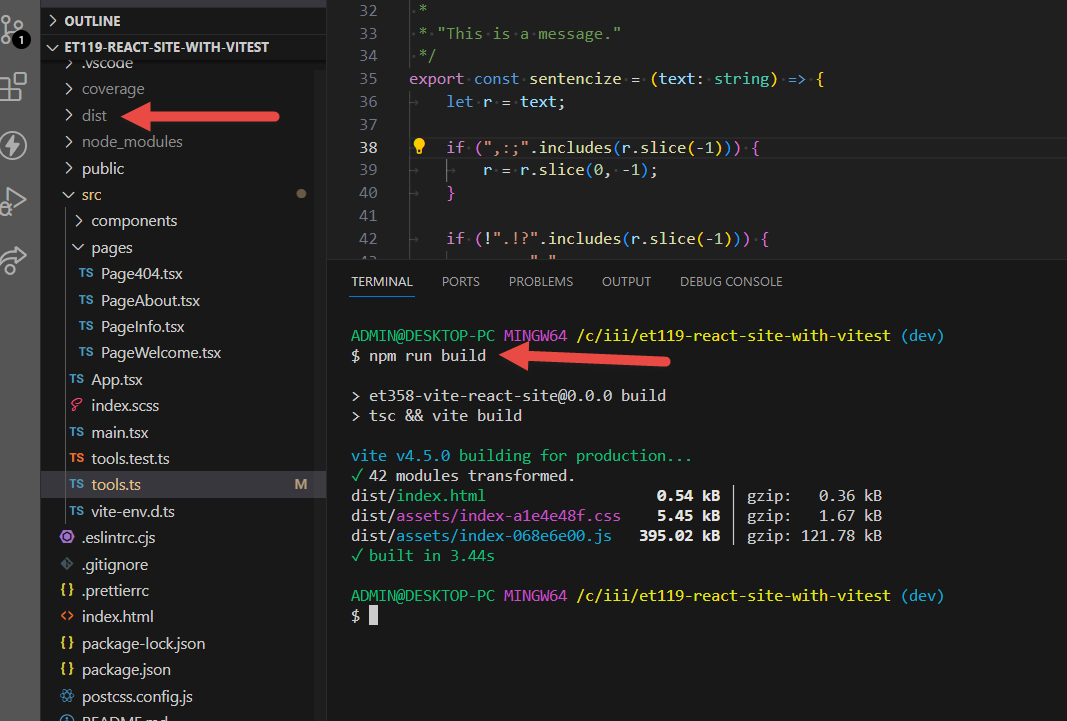 1
OUTLINE
ET119-REACT-SITE-WITH-VITEST
.vscode
coverage
dist
node_modules
public
src
components
pages
TS Page404.tsx
TS PageAbout.tsx
TS PageInfo.tsx
TS PageWelcome.tsx
TS App.tsx
index.scss
TS main.tsx
TS tools.test.ts
TS tools.ts M
TS vite-env.d.ts
.eslintrc.cjs
.gitignore
{} .prettierrc
<> index.html
{} package-lock.json
{} package.json
postcss.config.js
README.md
32 *
33 * "This is a message."
34 */
35 export const sentencize = (text: string) => {
36 let r = text;
37
38 if (",:;".includes(r.slice(-1))) {
39 r = r.slice(0, -1);
40 }
41
42 if (!".!?".includes(r.slice(-1))) {
TERMINAL PORTS PROBLEMS OUTPUT DEBUG CONSOLE
ADMIN@DESKTOP-PC MINGW64 /c/iii/et119-react-site-with-vitest (dev)
$ npm run build
> et358-vite-react-site@0.0.0 build
> tsc && vite build
vite v4.5.0 building for production...
✓ 42 modules transformed.
dist/index.html 0.54 kB │ gzip: 0.36 kB
dist/assets/index-a1e4e48f.css 5.45 kB │ gzip: 1.67 kB
dist/assets/index-068e6e00.js 395.02 kB │ gzip: 121.78 kB
✓ built in 3.44s
ADMIN@DESKTOP-PC MINGW64 /c/iii/et119-react-site-with-vitest (dev)
$